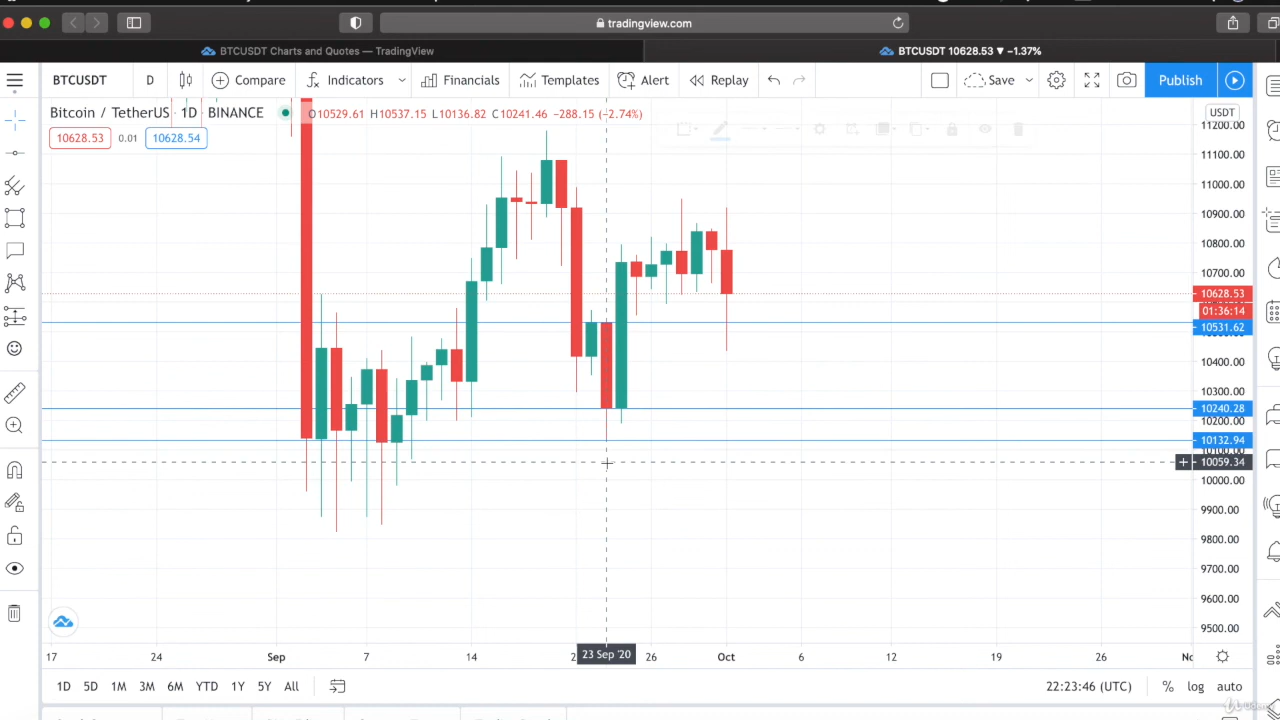 tradingview.com
BTCUSDT Charts and Quotes — TradingView
BTCUSDT 10628.53 ▼ −1.37%
BTCUSDT D Compare Indicators Financials Templates Alert Replay Save Publish
Bitcoin / TetherUS 1D BINANCE O10529.61 H10537.15 L10136.82 C10241.46 −288.15 (−2.74%)
USDT
10628.53 0.01 10628.54
11200.00
11100.00
11000.00
10900.00
10800.00
10700.00
10628.53
01:36:14
10531.62
10400.00
10300.00
10240.28
10200.00
10132.94
10059.34
10000.00
9900.00
9800.00
9700.00
9600.00
9500.00
17 24 Sep 7 14 23 Sep '20 26 Oct 6 12 19 26
1D 5D 1M 3M 6M YTD 1Y 5Y All 22:23:46 (UTC) % log auto